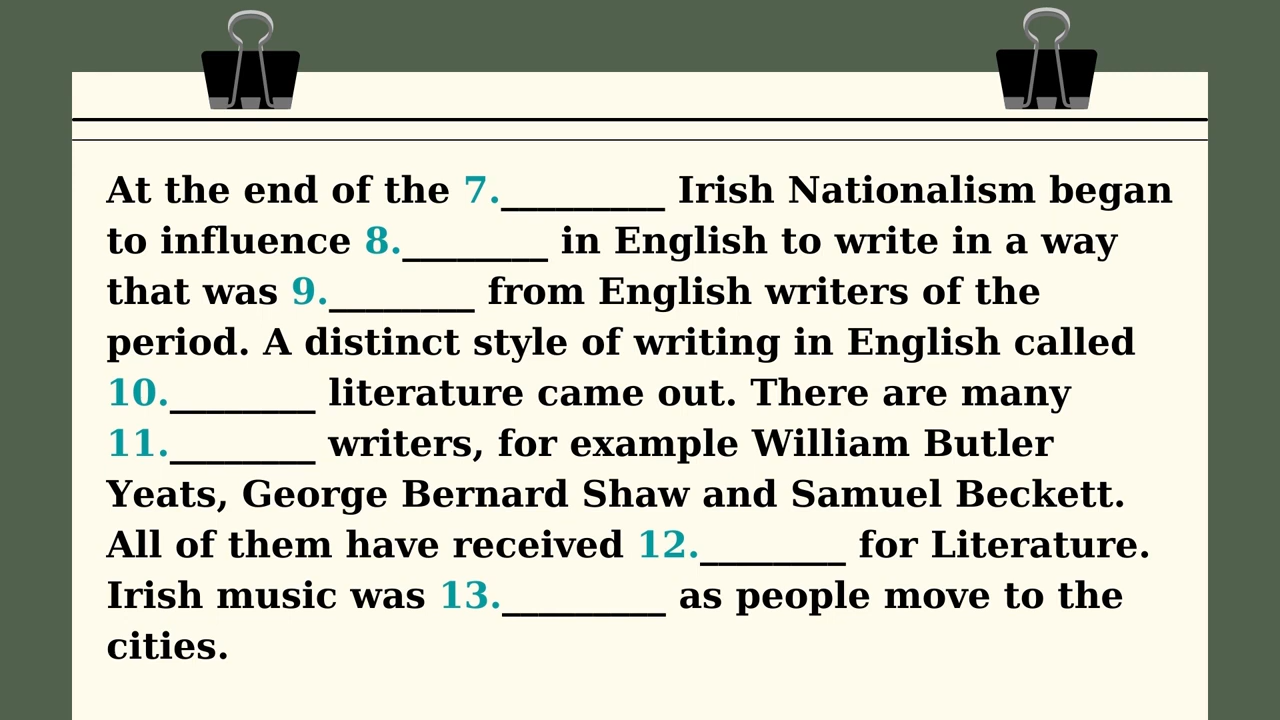 At the end of the 7._________ Irish Nationalism began
to influence 8.________ in English to write in a way
that was 9.________ from English writers of the
period. A distinct style of writing in English called
10.________ literature came out. There are many
11.________ writers, for example William Butler
Yeats, George Bernard Shaw and Samuel Beckett.
All of them have received 12.________ for Literature.
Irish music was 13._________ as people move to the
cities.